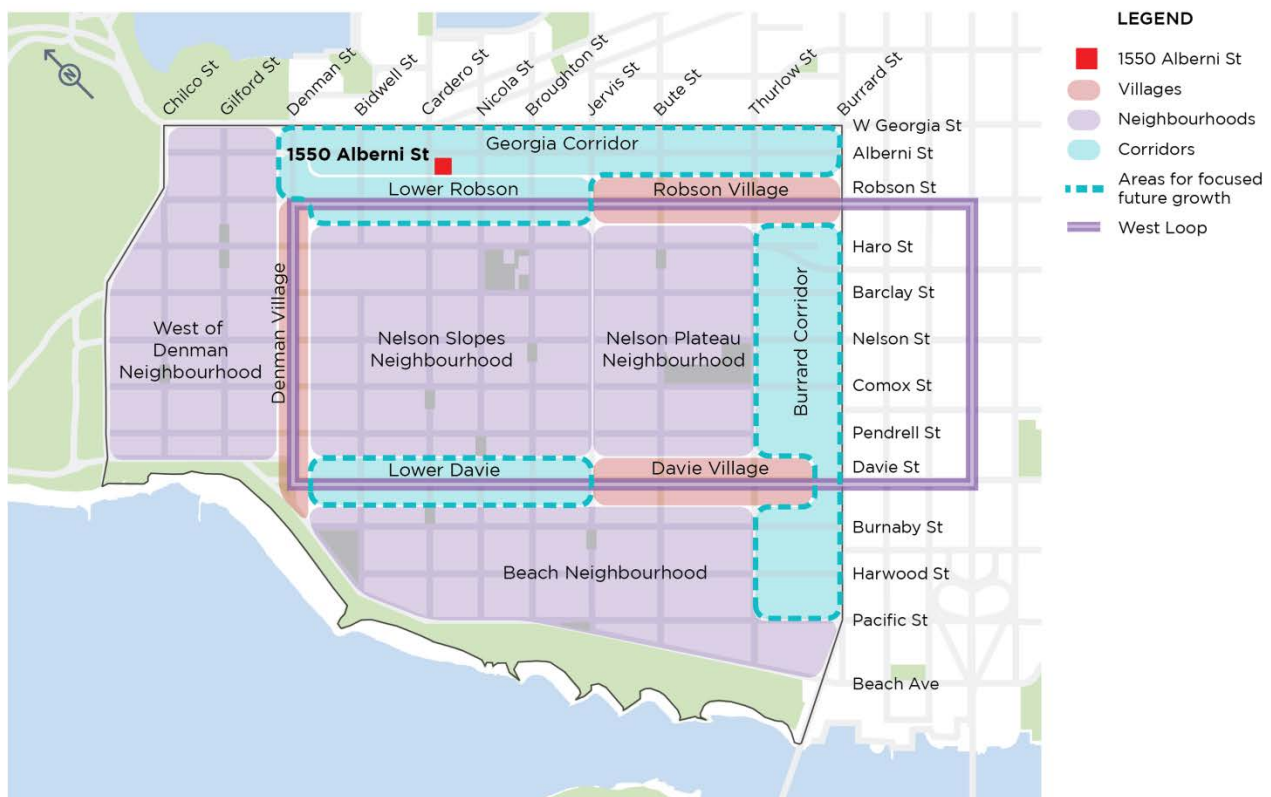 LEGEND
1550 Alberni St
Villages
Neighbourhoods
Corridors
Areas for focused
future growth
West Loop
N
Chilco St
Gilford St
Denman St
Bidwell St
Cardero St
Nicola St
Broughton St
Jervis St
Bute St
Thurlow St
Burrard St
W Georgia St
Alberni St
Robson St
Haro St
Barclay St
Nelson St
Comox St
Pendrell St
Davie St
Burnaby St
Harwood St
Pacific St
Beach Ave
Georgia Corridor
1550 Alberni St
Lower Robson
Robson Village
Denman Village
West of
Denman
Neighbourhood
Nelson Slopes
Neighbourhood
Nelson Plateau
Neighbourhood
Burrard Corridor
Lower Davie
Davie Village
Beach Neighbourhood